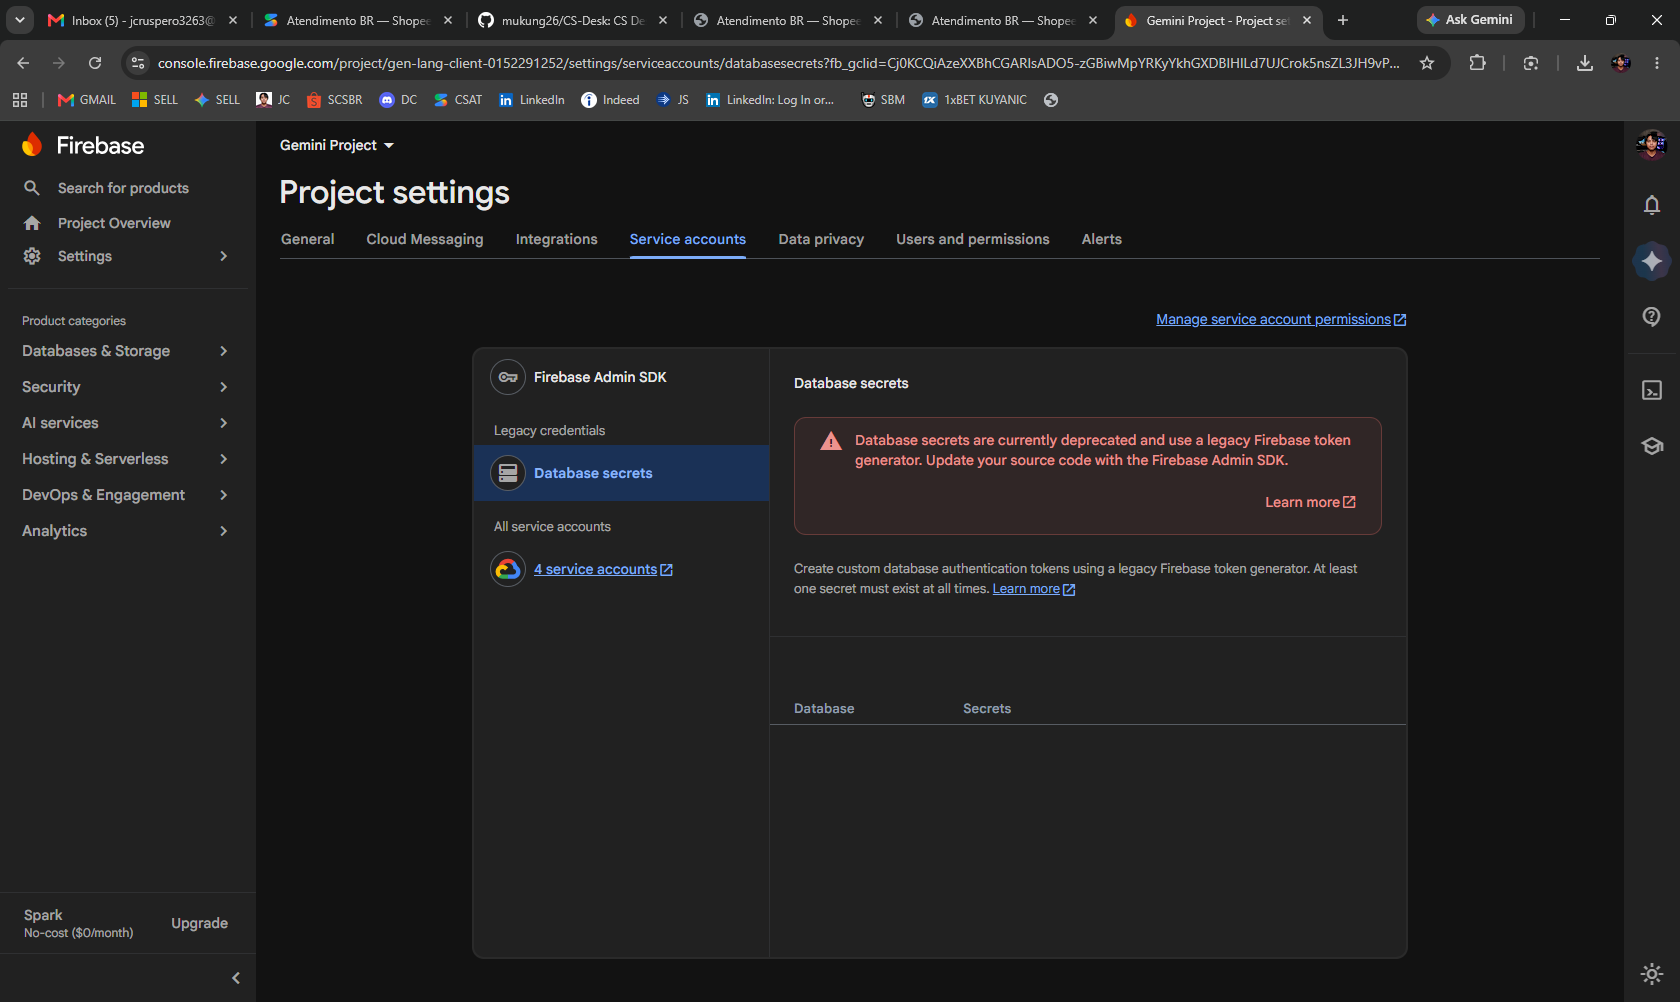 Inbox (5) - jcruspero3263@
Atendimento BR — Shopee
mukung26/CS-Desk: CS De
Atendimento BR — Shopee
Atendimento BR — Shopee
Gemini Project - Project set
Ask Gemini
console.firebase.google.com/project/gen-lang-client-0152291252/settings/serviceaccounts/databasesecrets?fb_gclid=Cj0KCQiAzeXXBhCGARIsADO5-zGBiwMpYRKyYkhGXDBIHILd7UJCrok5nsZL3JH9vP...
GMAIL
SELL
SELL
JC
SCSBR
DC
CSAT
LinkedIn
Indeed
JS
LinkedIn: Log In or...
SBM
1xBET KUYANIC
Firebase
Search for products
Project Overview
Settings
Product categories
Databases & Storage
Security
AI services
Hosting & Serverless
DevOps & Engagement
Analytics
Spark
No-cost ($0/month)
Upgrade
Gemini Project
Project settings
General
Cloud Messaging
Integrations
Service accounts
Data privacy
Users and permissions
Alerts
Manage service account permissions
Firebase Admin SDK
Legacy credentials
Database secrets
All service accounts
4 service accounts
Database secrets
Database secrets are currently deprecated and use a legacy Firebase token
generator. Update your source code with the Firebase Admin SDK.
Learn more
Create custom database authentication tokens using a legacy Firebase token generator. At least
one secret must exist at all times. Learn more
Database
Secrets